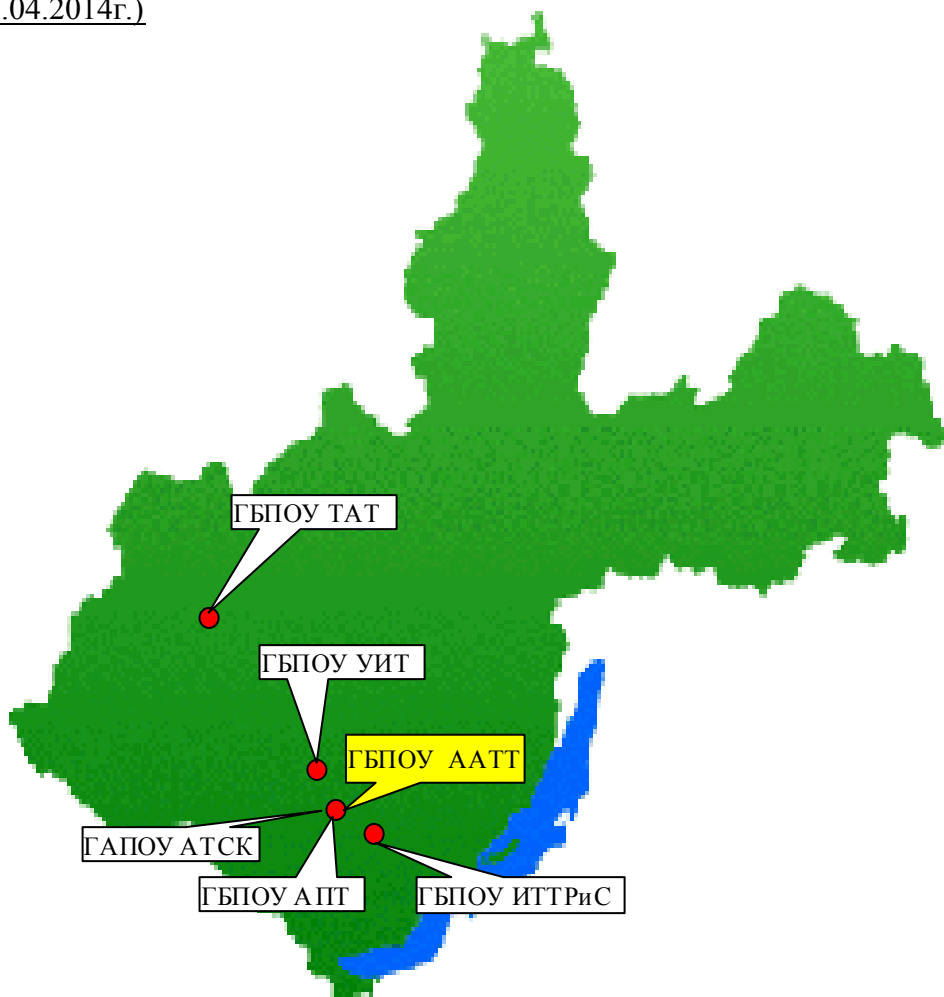 .04.2014г.)
ГБПОУ ТАТ
ГБПОУ УИТ
ГБПОУ ААТТ
ГАПОУ АТСК
ГБПОУ АПТ
ГБПОУ ИТТРиС